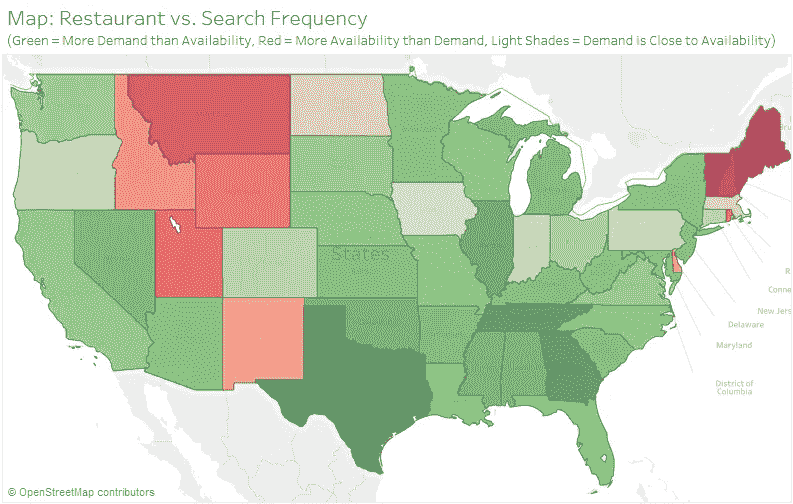 Map: Restaurant vs. Search Frequency
(Green = More Demand than Availability, Red = More Availability than Demand, Light Shades = Demand is Close to Availability)
States
R
Conne
New Jers
Delaware
Maryland
District of
Columbia
© OpenStreetMap contributors